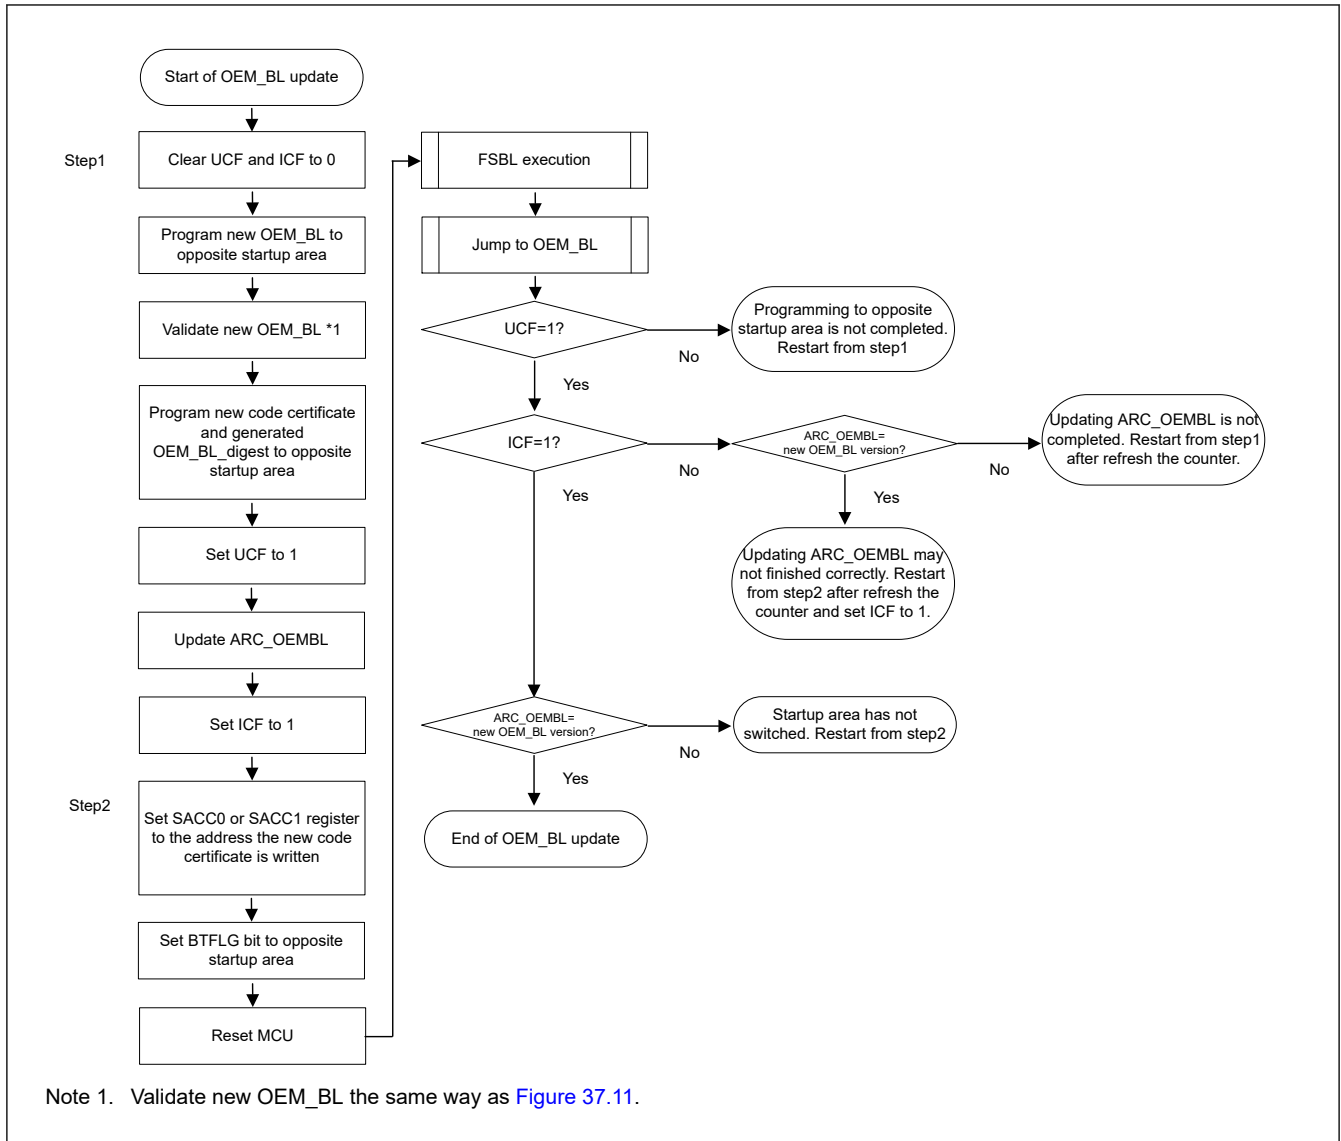 Start of OEM_BL update
Step1
Clear UCF and ICF to 0
Program new OEM_BL to
opposite startup area
Validate new OEM_BL *1
Program new code certificate
and generated
OEM_BL_digest to opposite
startup area
Set UCF to 1
Update ARC_OEMBL
Set ICF to 1
Step2
Set SACC0 or SACC1 register
to the address the new code
certificate is written
Set BTFLG bit to opposite
startup area
Reset MCU
FSBL execution
Jump to OEM_BL
UCF=1?
No
Programming to opposite
startup area is not completed.
Restart from step1
Yes
ICF=1?
No
ARC_OEMBL=
new OEM_BL version?
No
Updating ARC_OEMBL is not
completed. Restart from step1
after refresh the counter.
Yes
Updating ARC_OEMBL may
not finished correctly. Restart
from step2 after refresh the
counter and set ICF to 1.
Yes
ARC_OEMBL=
new OEM_BL version?
No
Startup area has not
switched. Restart from step2
Yes
End of OEM_BL update
Note 1. Validate new OEM_BL the same way as Figure 37.11.